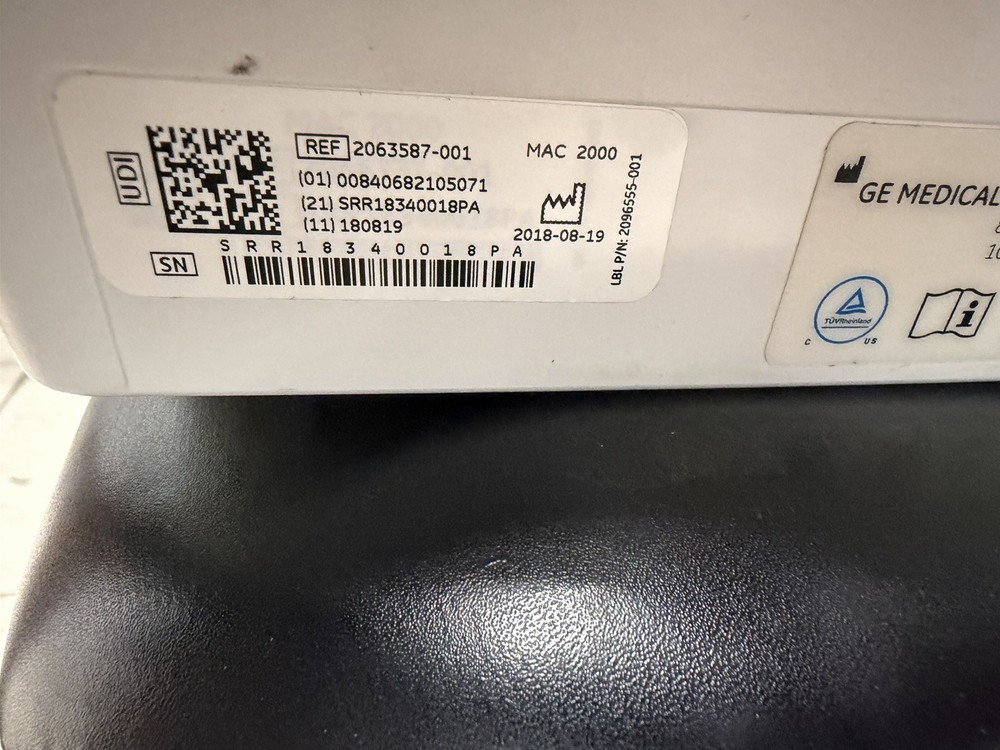 UDI
REF 2063587-001
MAC 2000
(01) 00840682105071
(21) SRR18340018PA
(11) 180819
2018-08-19
SRR18340018PA
SN
LBL P/N: 2096555-001
GE MEDICAL
TÜVRheinland
C US